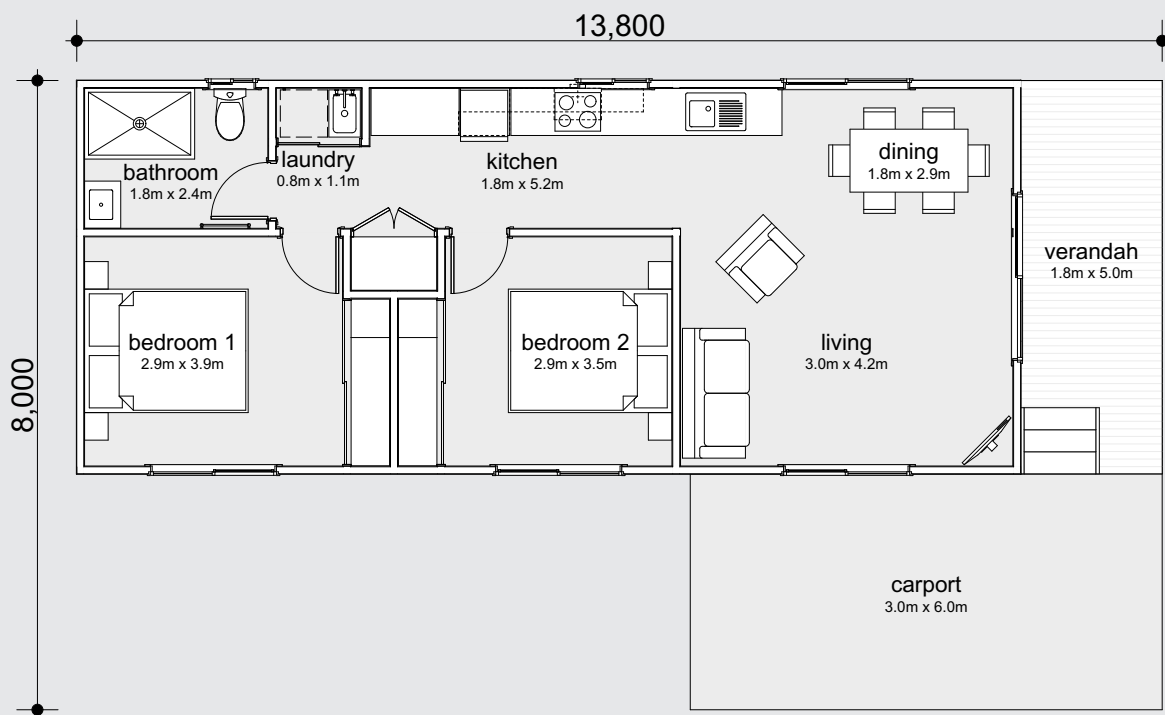 13,800
8,000
bathroom
1.8m x 2.4m
laundry
0.8m x 1.1m
kitchen
1.8m x 5.2m
dining
1.8m x 2.9m
verandah
1.8m x 5.0m
bedroom 1
2.9m x 3.9m
bedroom 2
2.9m x 3.5m
living
3.0m x 4.2m
carport
3.0m x 6.0m